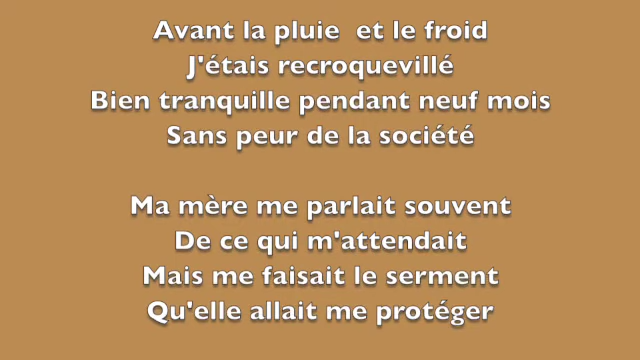 Avant la pluie  et le froid
J'étais recroquevillé
Bien tranquille pendant neuf mois
Sans peur de la société
Ma mère me parlait souvent
De ce qui m'attendait
Mais me faisait le serment
Qu'elle allait me protéger